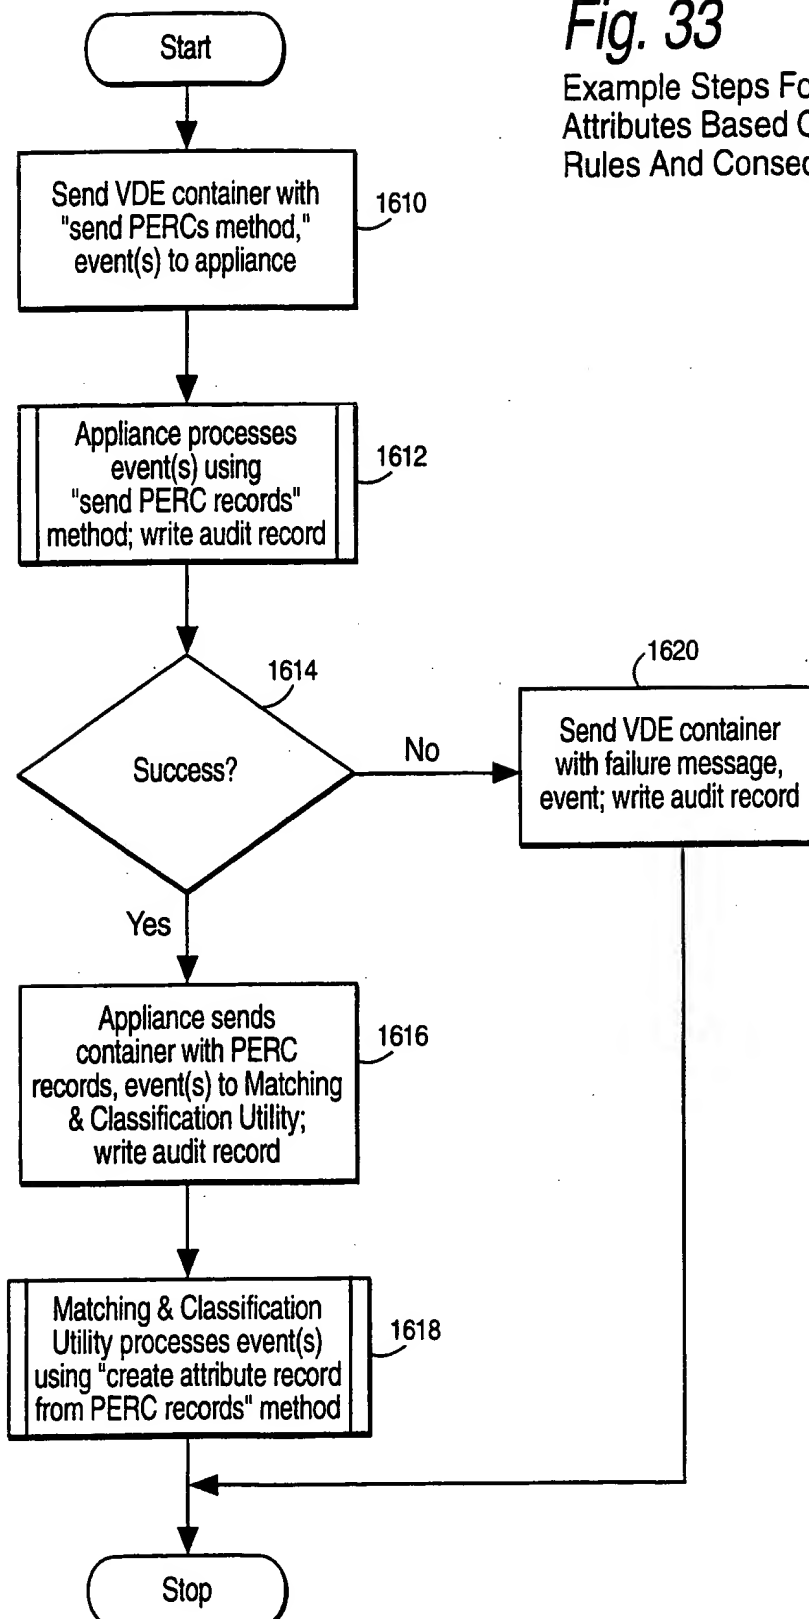 Fig. 33
Example Steps
Attributes Based
Rules And
Start
Send VDE container with
"send PERCs method,"
event(s) to appliance
1610
Appliance processes
event(s) using
"send PERC records"
method; write audit record
1612
Success?
1614
No
1620
Send VDE container
with failure message,
event; write audit record
Yes
Appliance sends
container with PERC
records, event(s) to Matching
& Classification Utility;
write audit record
1616
Matching & Classification
Utility processes event(s)
using "create attribute record
from PERC records" method
1618
Stop